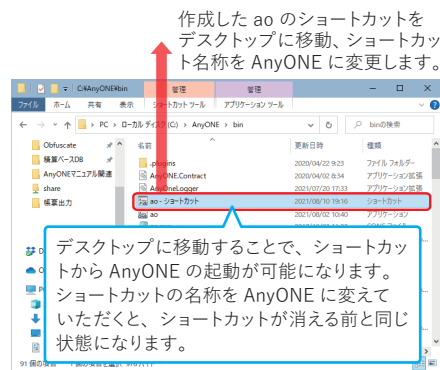 作成した ao のショートカットを
デスクトップに移動、ショートカッ
ト名称を AnyONE に変更します。
C:¥AnyONE¥bin 管理 管理
ファイル ホーム 共有 表示 ショートカット ツール アプリケーション ツール
PC › ローカル ディスク (C:) › AnyONE › bin binの検索
名前 更新日時 種類
Obfuscate
積算ベースDB
AnyONEマニュアル関連
share
帳票出力
.plugins 2020/04/22 9:23 ファイル フォルダー
AnyONE.Contract 2020/04/02 8:34 アプリケーション拡張
AnyOneLogger 2021/07/20 17:33 アプリケーション拡張
ao - ショートカット 2021/08/10 19:16 ショートカット
ao 2021/08/02 10:40 アプリケーション
デスクトップに移動することで、ショートカッ
トから AnyONE の起動が可能になります。
ショートカットの名称を AnyONE に変えて
いただくと、ショートカットが消える前と同じ
状態になります。
91 個の項目